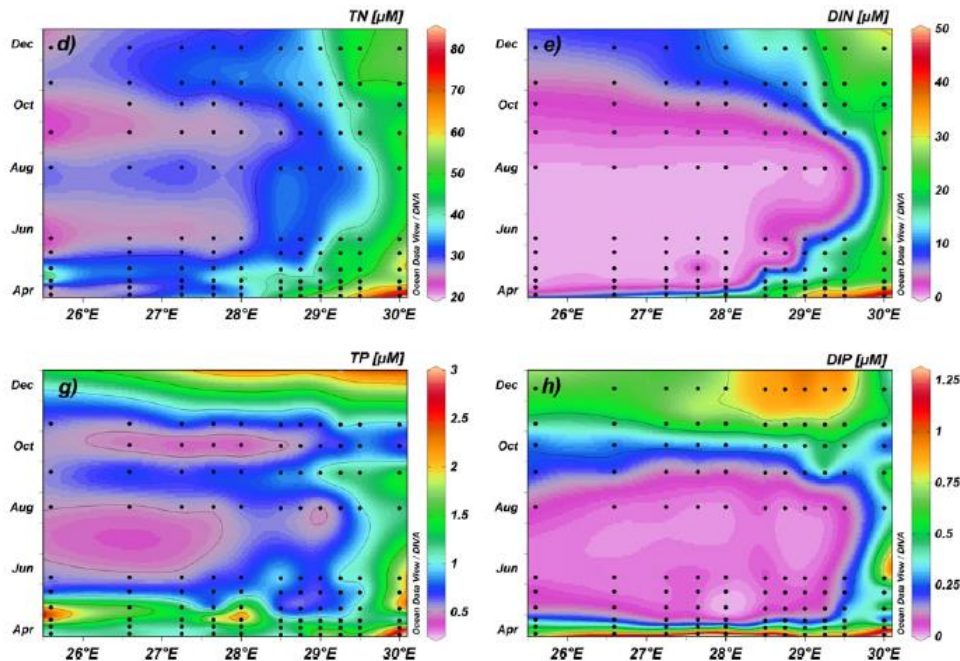 TN [µM]
d)
Dec
Oct
Aug
Jun
Apr
26°E 27°E 28°E 29°E 30°E
80
70
60
50
40
30
20
Ocean Data View / DIVA
DIN [µM]
e)
Dec
Oct
Aug
Jun
Apr
26°E 27°E 28°E 29°E 30°E
50
40
30
20
10
0
Ocean Data View / DIVA
TP [µM]
g)
Dec
Oct
Aug
Jun
Apr
26°E 27°E 28°E 29°E 30°E
3
2.5
2
1.5
1
0.5
Ocean Data View / DIVA
DIP [µM]
h)
Dec
Oct
Aug
Jun
Apr
26°E 27°E 28°E 29°E 30°E
1.25
1
0.75
0.5
0.25
0
Ocean Data View / DIVA